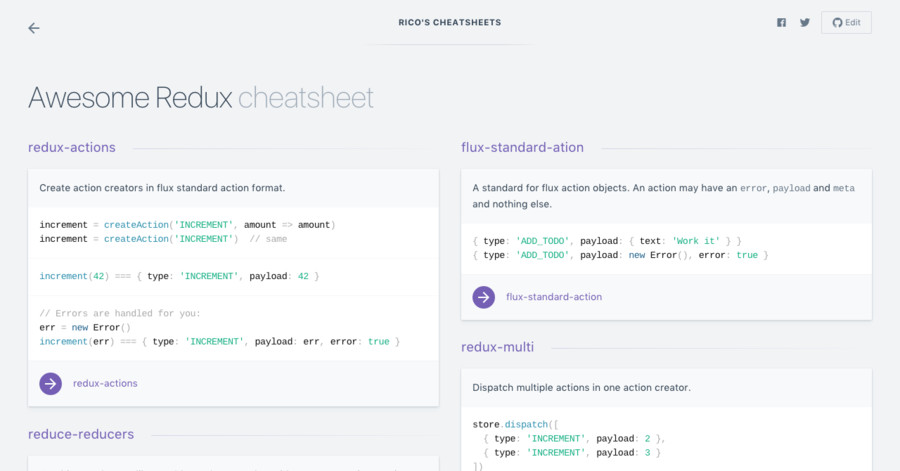 RICO'S CHEATSHEETS
Edit
Awesome Redux cheatsheet
redux-actions
Create action creators in flux standard action format.
increment = createAction('INCREMENT', amount => amount)
increment = createAction('INCREMENT')  // same
increment(42) === { type: 'INCREMENT', payload: 42 }
// Errors are handled for you:
err = new Error()
increment(err) === { type: 'INCREMENT', payload: err, error: true }
redux-actions
reduce-reducers
flux-standard-ation
A standard for flux action objects. An action may have an error, payload and meta
and nothing else.
{ type: 'ADD_TODO', payload: { text: 'Work it' } }
{ type: 'ADD_TODO', payload: new Error(), error: true }
flux-standard-action
redux-multi
Dispatch multiple actions in one action creator.
store.dispatch([
  { type: 'INCREMENT', payload: 2 },
  { type: 'INCREMENT', payload: 3 }
])